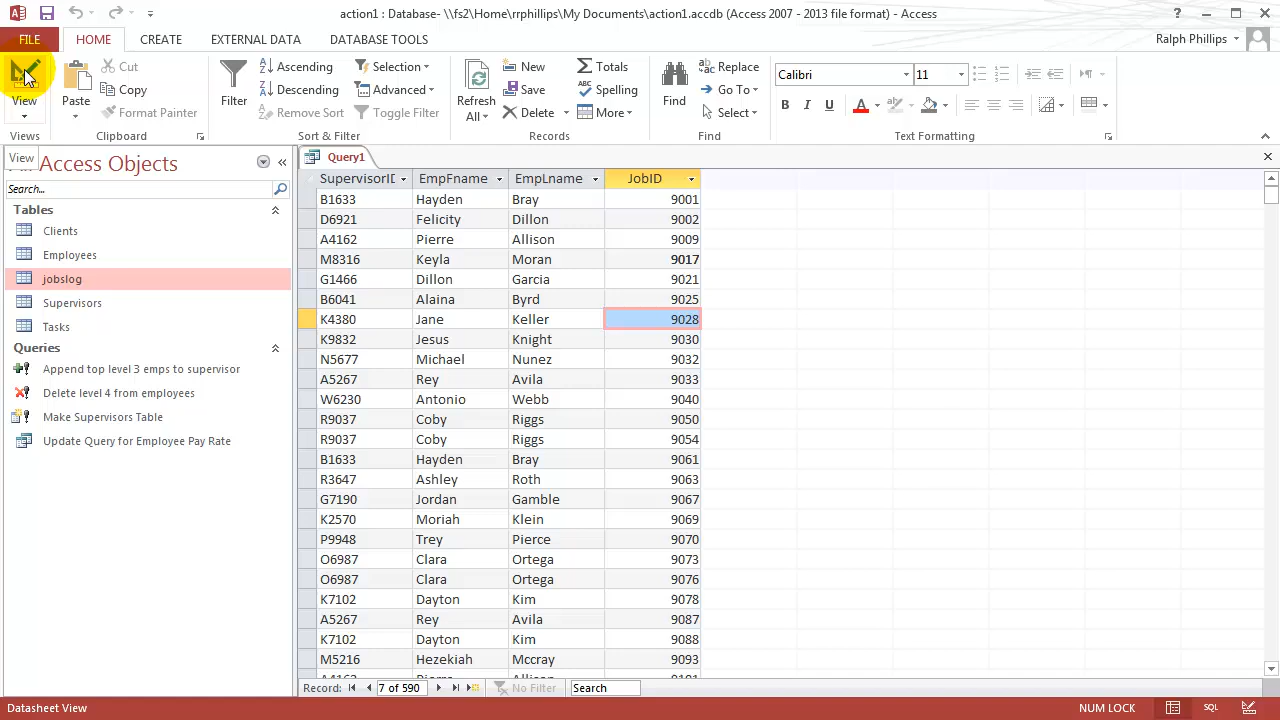 action1 : Database- \\fs2\Home\rrphillips\My Documents\action1.accdb (Access 2007 - 2013 file format) - Access
FILE HOME CREATE EXTERNAL DATA DATABASE TOOLS Ralph Phillips
View
Paste
Cut
Copy
Format Painter
Filter
Ascending
Descending
Remove Sort
Selection
Advanced
Toggle Filter
Refresh
All
New
Save
Delete
Totals
Spelling
More
Find
Replace
Go To
Select
Calibri 11
B I U A
Views Clipboard Sort & Filter Records Find Text Formatting
View
Access Objects
Search...
Tables
Clients
Employees
jobslog
Supervisors
Tasks
Queries
Append top level 3 emps to supervisor
Delete level 4 from employees
Make Supervisors Table
Update Query for Employee Pay Rate
Query1
SupervisorID EmpFname EmpLname JobID
B1633 Hayden Bray 9001
D6921 Felicity Dillon 9002
A4162 Pierre Allison 9009
M8316 Keyla Moran 9017
G1466 Dillon Garcia 9021
B6041 Alaina Byrd 9025
K4380 Jane Keller 9028
K9832 Jesus Knight 9030
N5677 Michael Nunez 9032
A5267 Rey Avila 9033
W6230 Antonio Webb 9040
R9037 Coby Riggs 9050
R9037 Coby Riggs 9054
B1633 Hayden Bray 9061
R3647 Ashley Roth 9063
G7190 Jordan Gamble 9067
K2570 Moriah Klein 9069
P9948 Trey Pierce 9070
O6987 Clara Ortega 9073
O6987 Clara Ortega 9076
K7102 Dayton Kim 9078
A5267 Rey Avila 9087
K7102 Dayton Kim 9088
M5216 Hezekiah Mccray 9093
Record: 7 of 590 No Filter Search
Datasheet View NUM LOCK SQL